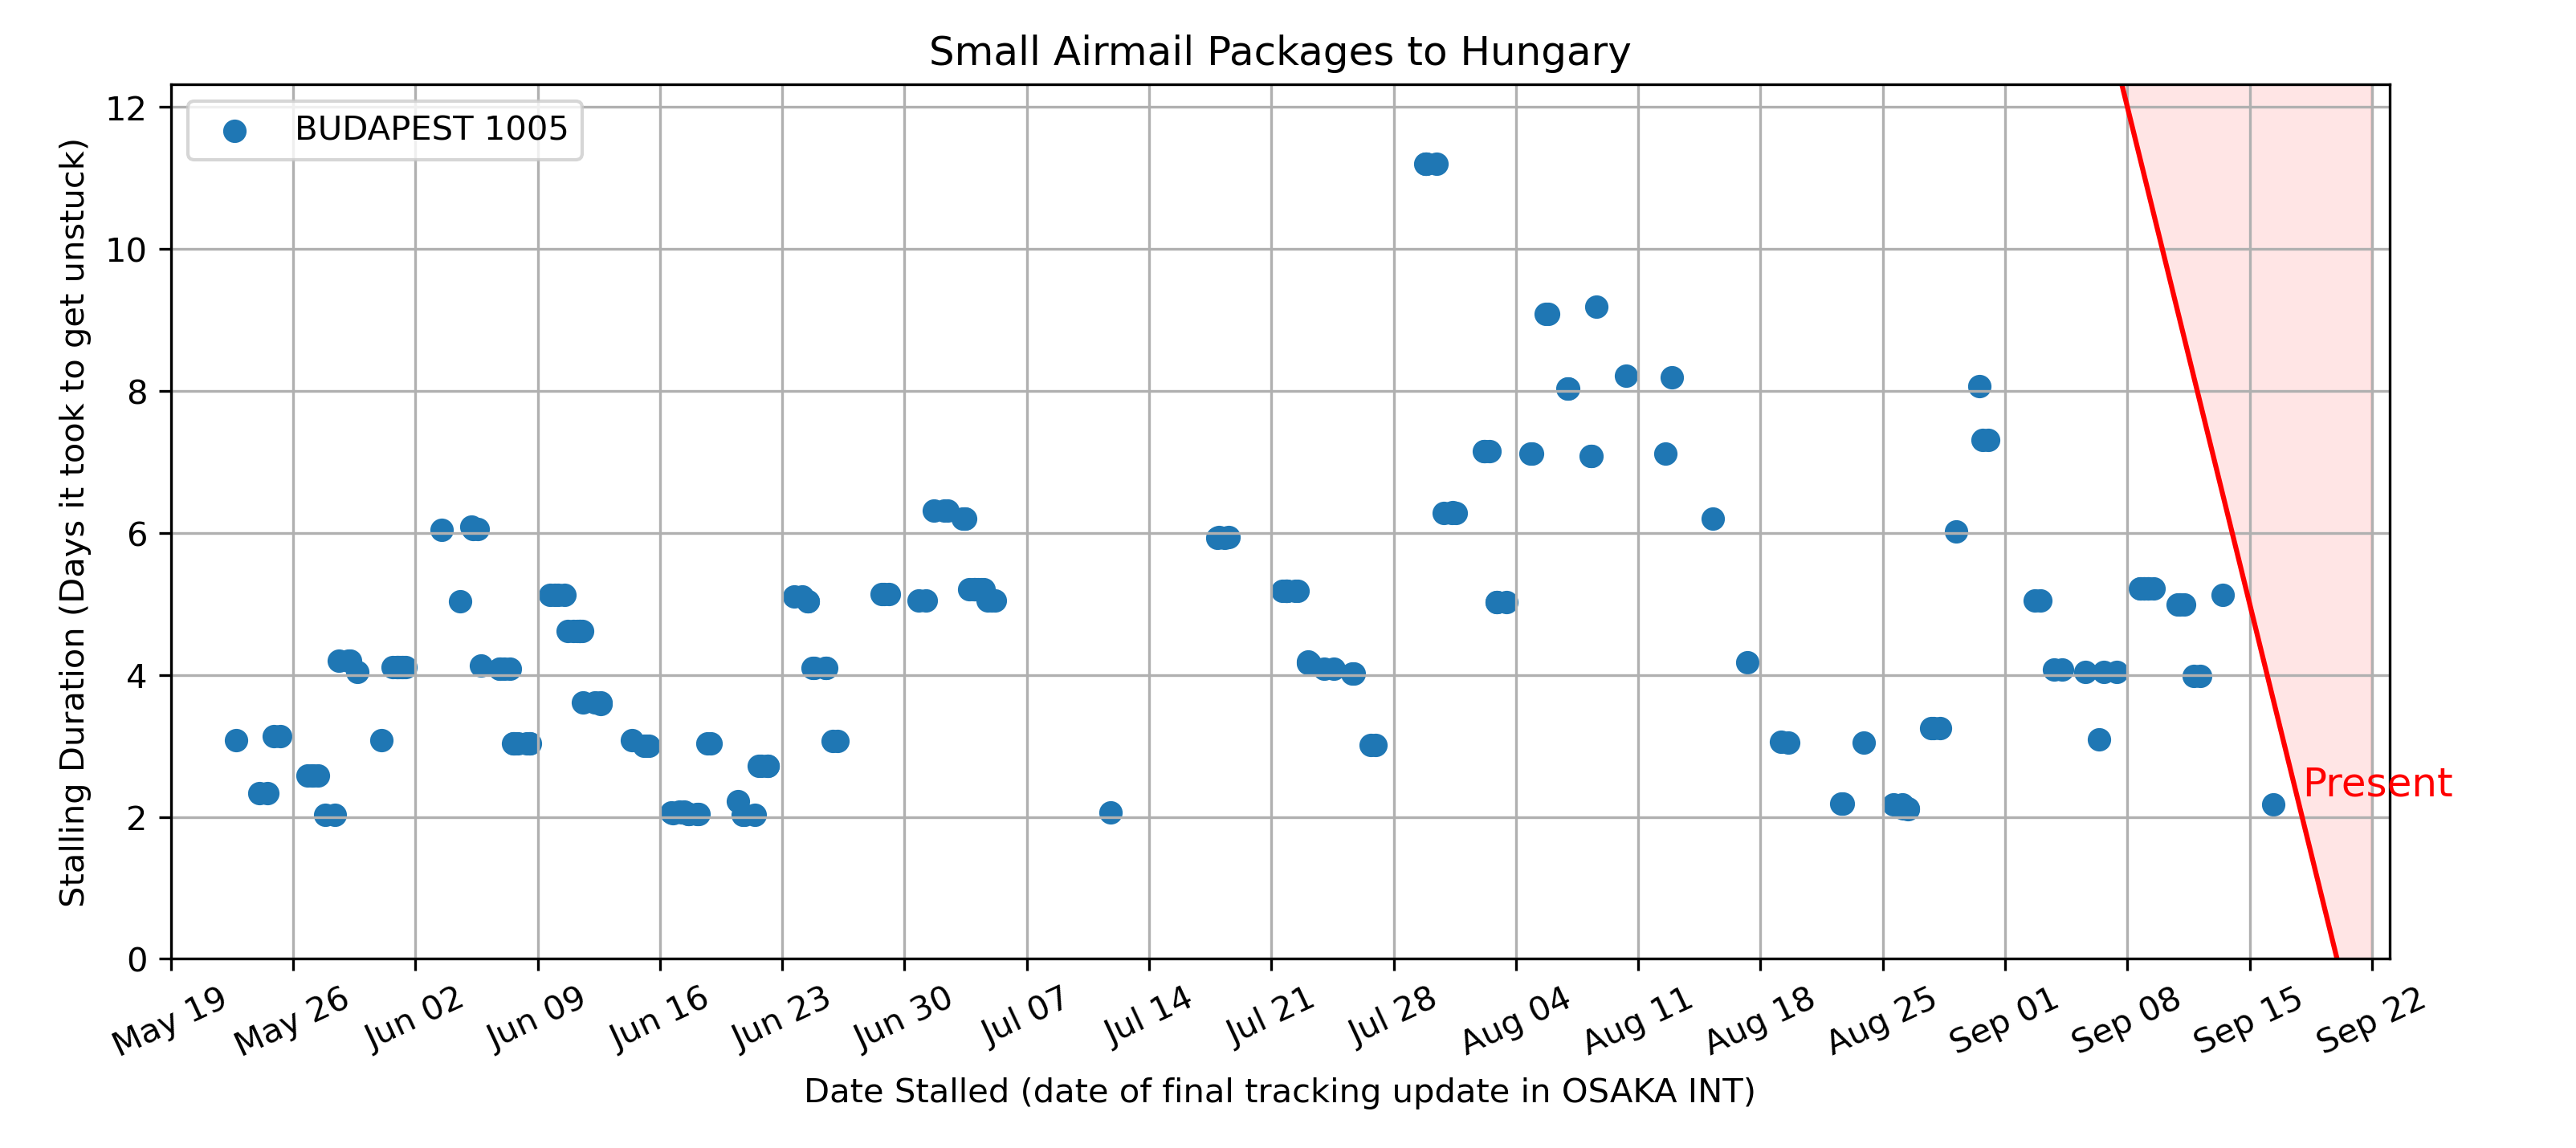 Small Airmail Packages to Hungary
BUDAPEST 1005
Stalling Duration (Days it took to get unstuck)
12
10
8
6
4
2
0
Present
May 19
May 26
Jun 02
Jun 09
Jun 16
Jun 23
Jun 30
Jul 07
Jul 14
Jul 21
Jul 28
Aug 04
Aug 11
Aug 18
Aug 25
Sep 01
Sep 08
Sep 15
Sep 22
Date Stalled (date of final tracking update in OSAKA INT)